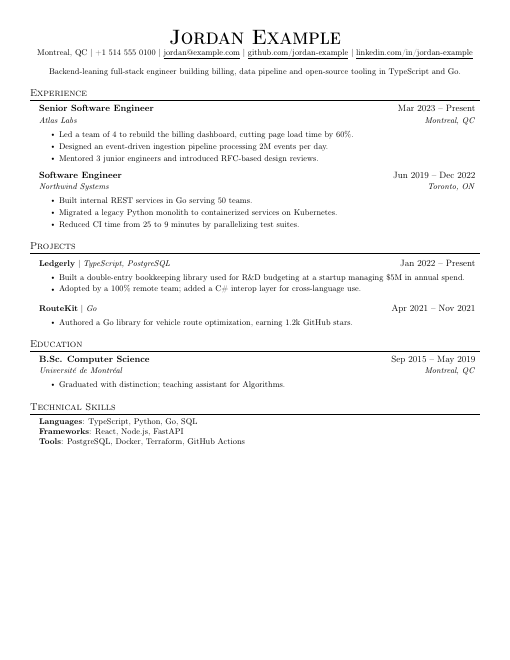 Jordan Example
Montreal, QC | +1 514 555 0100 | jordan@example.com | github.com/jordan-example | linkedin.com/in/jordan-example
Backend-leaning full-stack engineer building billing, data pipeline and open-source tooling in TypeScript and Go.
Experience
Senior Software Engineer Mar 2023 – Present
Atlas Labs Montreal, QC
• Led a team of 4 to rebuild the billing dashboard, cutting page load time by 60%.
• Designed an event-driven ingestion pipeline processing 2M events per day.
• Mentored 3 junior engineers and introduced RFC-based design reviews.
Software Engineer Jun 2019 – Dec 2022
Northwind Systems Toronto, ON
• Built internal REST services in Go serving 50 teams.
• Migrated a legacy Python monolith to containerized services on Kubernetes.
• Reduced CI time from 25 to 9 minutes by parallelizing test suites.
Projects
Ledgerly | TypeScript, PostgreSQL Jan 2022 – Present
• Built a double-entry bookkeeping library used for R&D budgeting at a startup managing $5M in annual spend.
• Adopted by a 100% remote team; added a C# interop layer for cross-language use.
RouteKit | Go Apr 2021 – Nov 2021
• Authored a Go library for vehicle route optimization, earning 1.2k GitHub stars.
Education
B.Sc. Computer Science Sep 2015 – May 2019
Université de Montréal Montreal, QC
• Graduated with distinction; teaching assistant for Algorithms.
Technical Skills
Languages: TypeScript, Python, Go, SQL
Frameworks: React, Node.js, FastAPI
Tools: PostgreSQL, Docker, Terraform, GitHub Actions